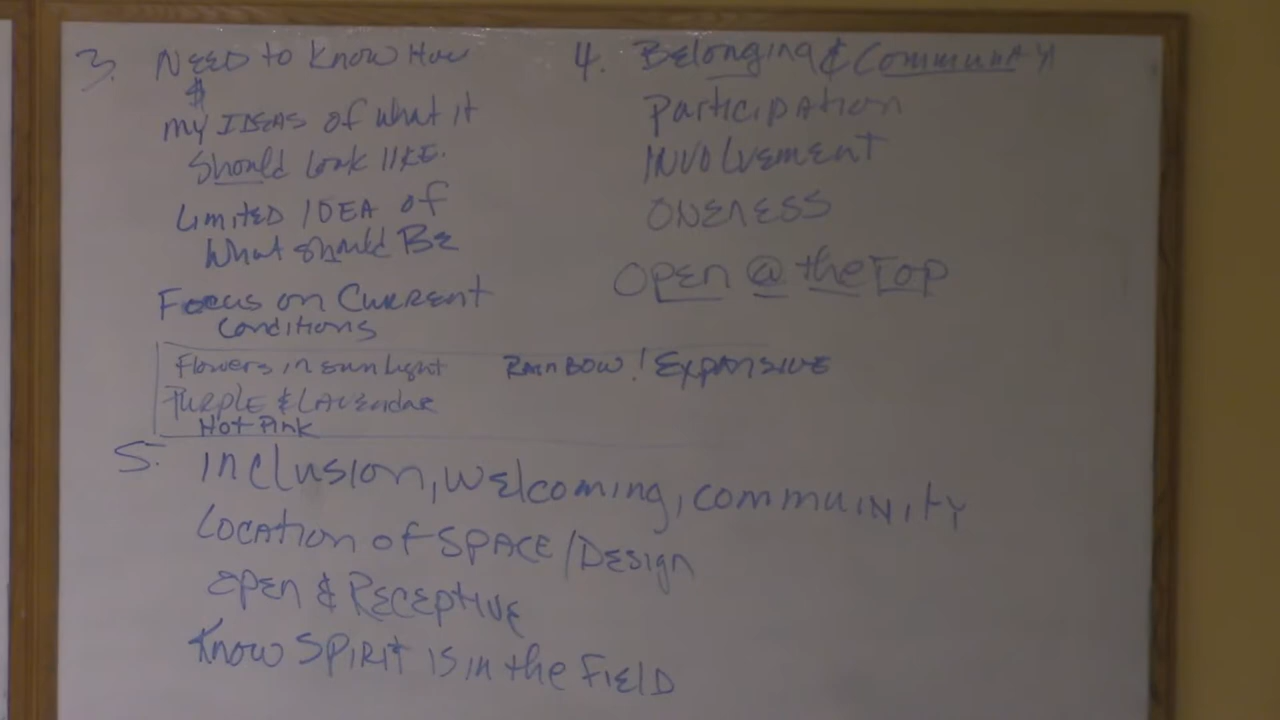 3. NEED to Know How
$
my IDEAS of what it
Should look like.
Limited IDEA of
What should BE
Focus on Current
Conditions
4. Belonging & Community
Participation
INVOLVEMENT
ONENESS
OPEN @ the Top
Flowers in sunlight
Purple & Lavendar
Hot Pink
RAINBOW! Expansive
5. inclusion, welcoming, commuinity
Location of SPACE / Design
open & Receptive
Know SPIRIT is in the FIELD